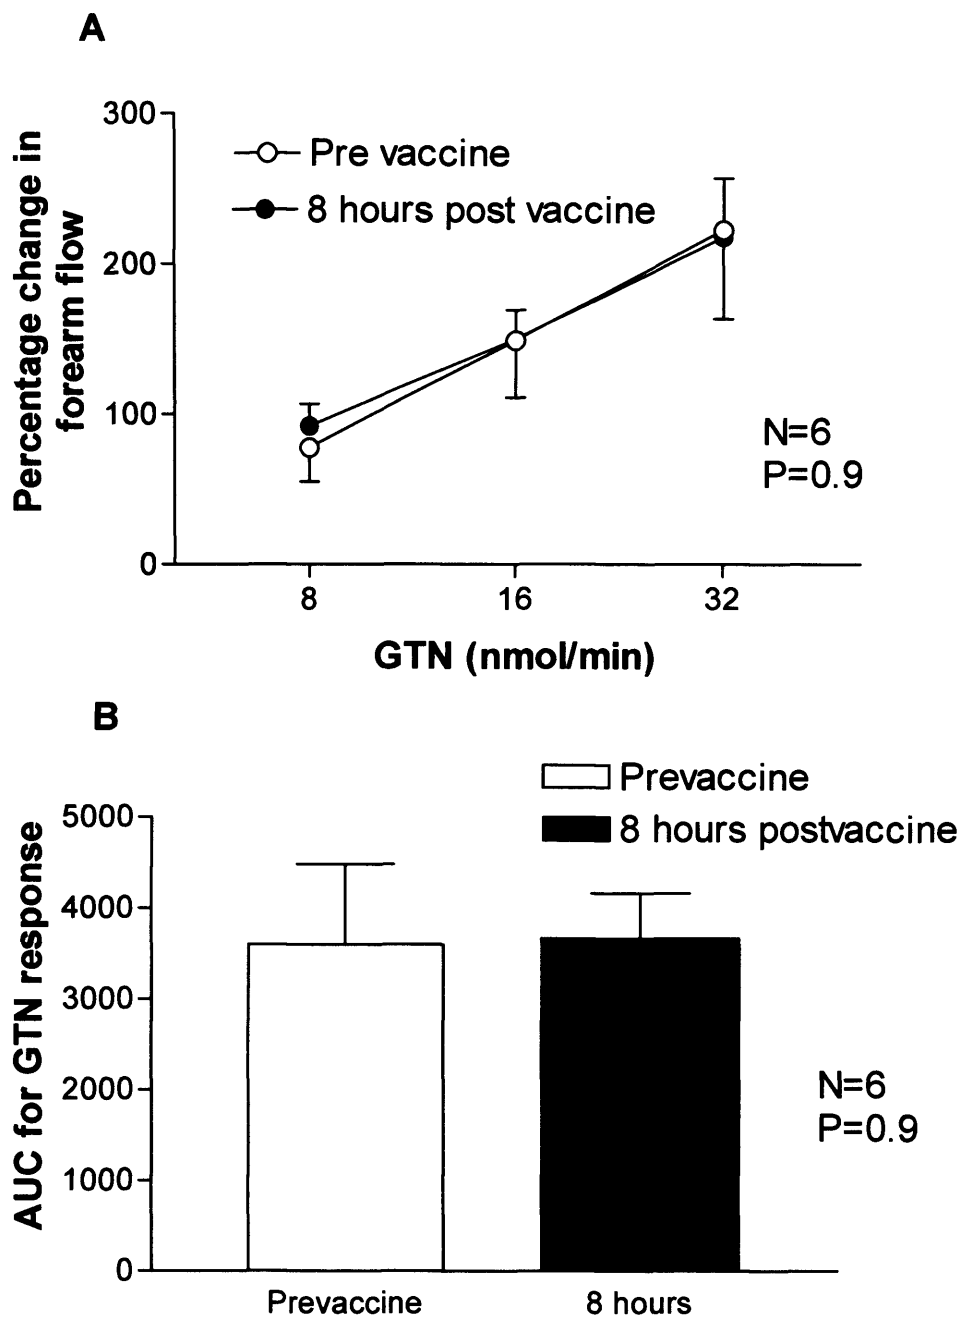 A
Percentage change in
forearm flow
300
200
100
0
Pre vaccine
8 hours post vaccine
N=6
P=0.9
8 16 32
GTN (nmol/min)
B
Prevaccine
8 hours postvaccine
AUC for GTN response
5000
4000
3000
2000
1000
0
N=6
P=0.9
Prevaccine 8 hours